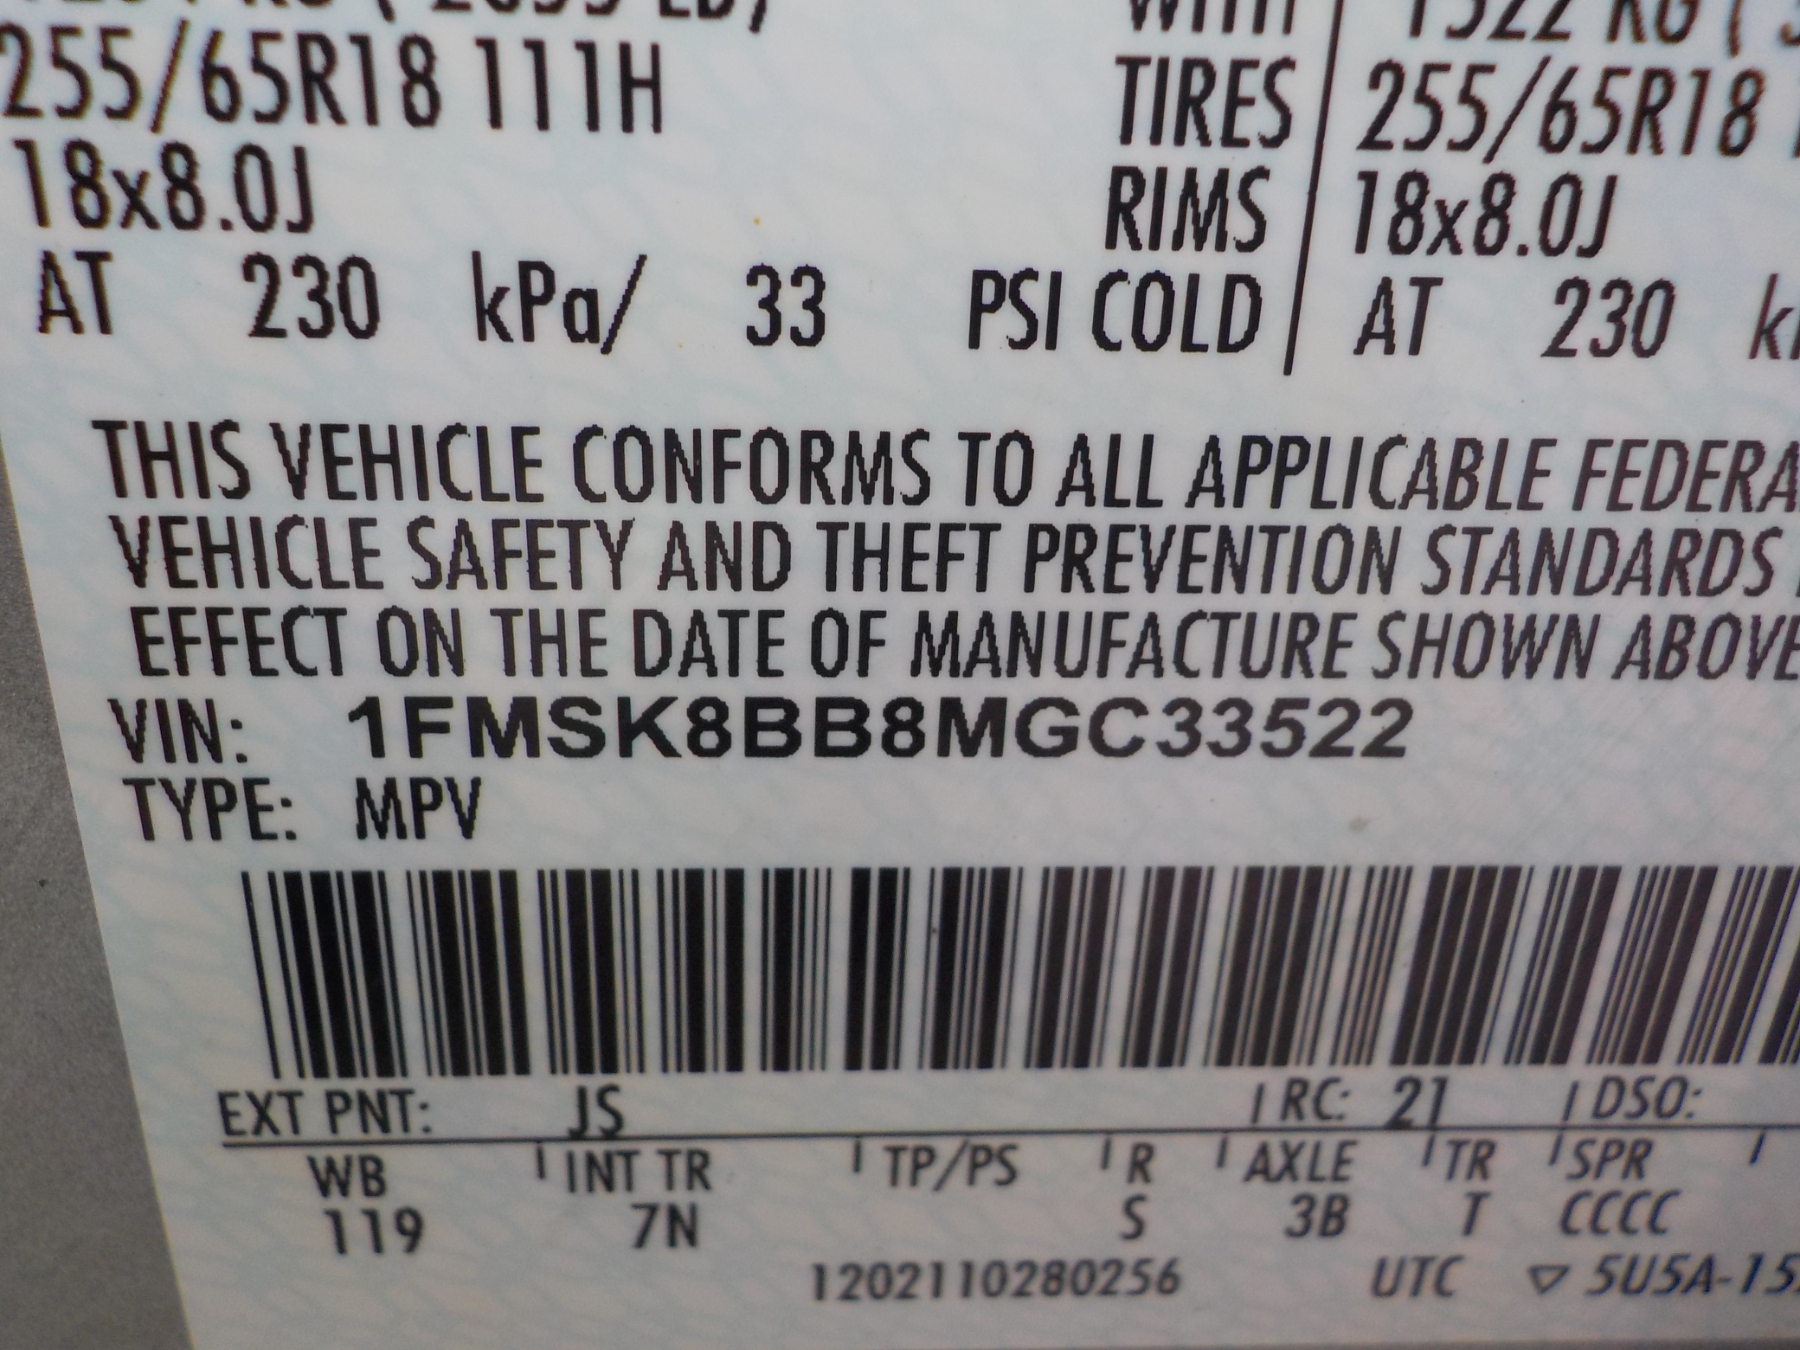 255/65R18 111H TIRES 255/65R18
18x8.0J RIMS 18x8.0J
AT 230 kPa/ 33 PSI COLD AT 230
THIS VEHICLE CONFORMS TO ALL APPLICABLE FEDERA
VEHICLE SAFETY AND THEFT PREVENTION STANDARDS
EFFECT ON THE DATE OF MANUFACTURE SHOWN ABOVE
VIN: 1FMSK8BB8MGC33522
TYPE: MPV
EXT PNT: JS RC: 21 DSO:
WB INT TR TP/PS R AXLE TR SPR
119 7N S 3B T CCCC
1202110280256 UTC ▽ 5U5A-15